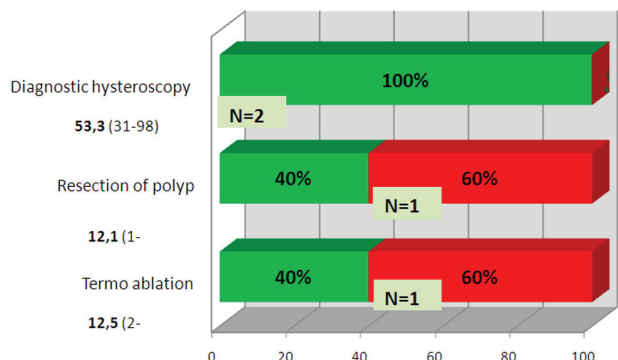 100%
Diagnostic hysteroscopy
N=2
53,3 (31-98)
40% 60%
Resection of polyp
N=1
12,1 (1-
40% 60%
Termo ablation
N=1
12,5 (2-
0 20 40 60 80 100